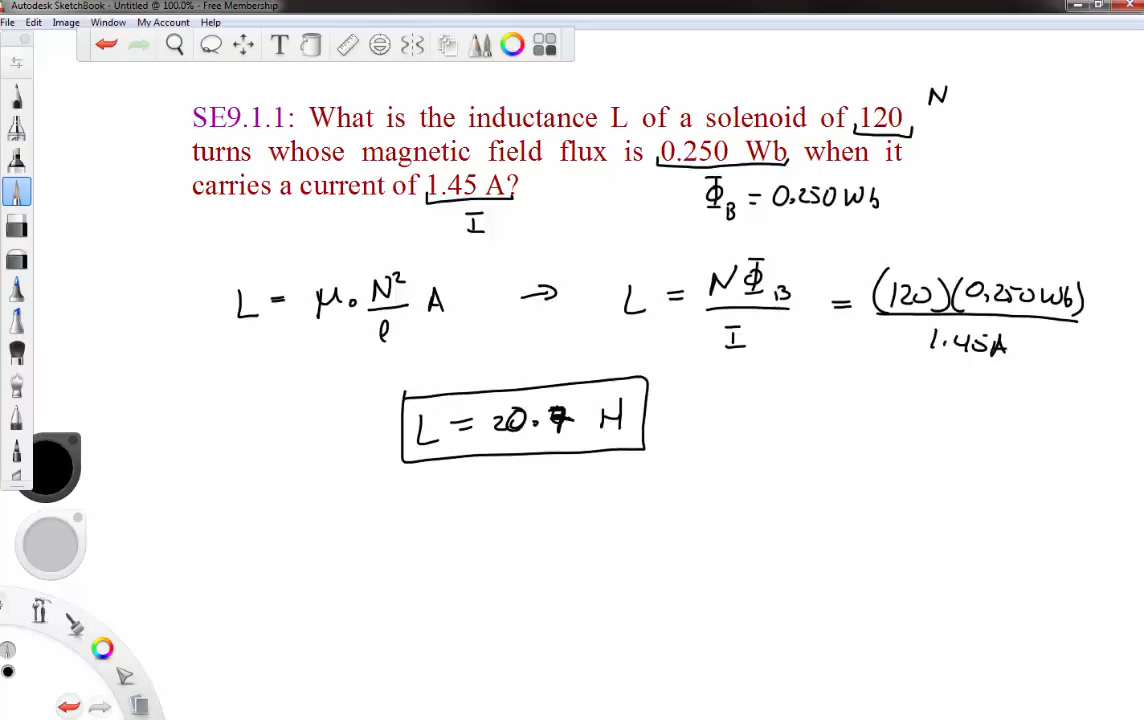 Autodesk SketchBook - Untitled @ 100.0% - Free Membership
File Edit Image Window My Account Help
T
SE9.1.1: What is the inductance L of a solenoid of 120 N
turns whose magnetic field flux is 0.250 Wb when it
carries a current of 1.45 A?
I
Φ_B = 0.250 Wb
L = μ₀ N²/ℓ A → L = NΦ_B/I = (120)(0.250 Wb)/1.45A
L = 20.7 H